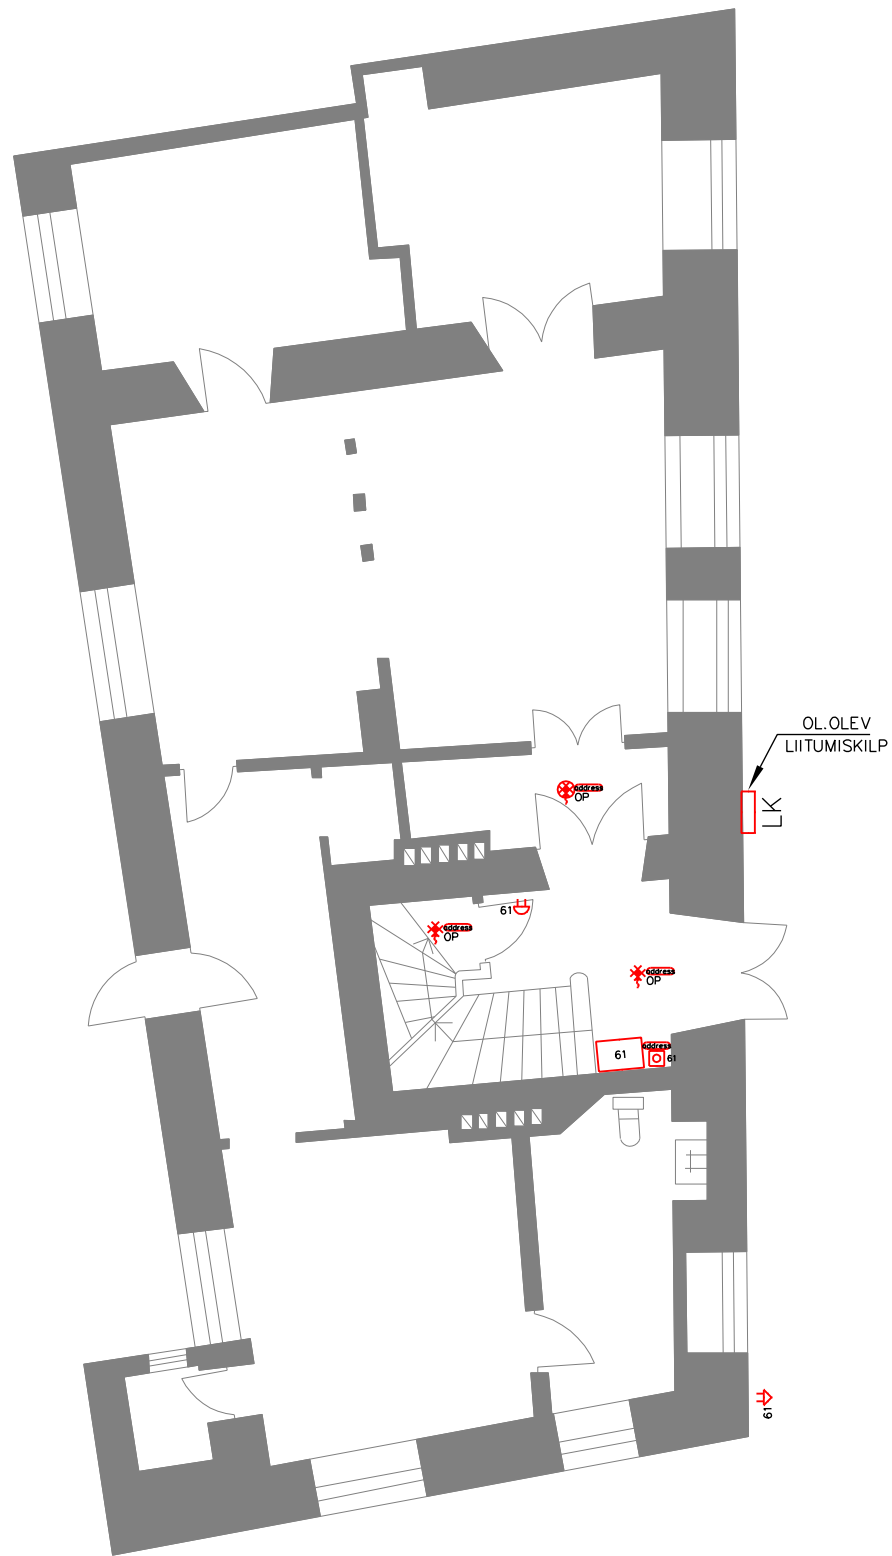 OL.OLEV
LIITUMISKILP
LK
address
OP
61
address
OP
address
OP
address
61
61
61